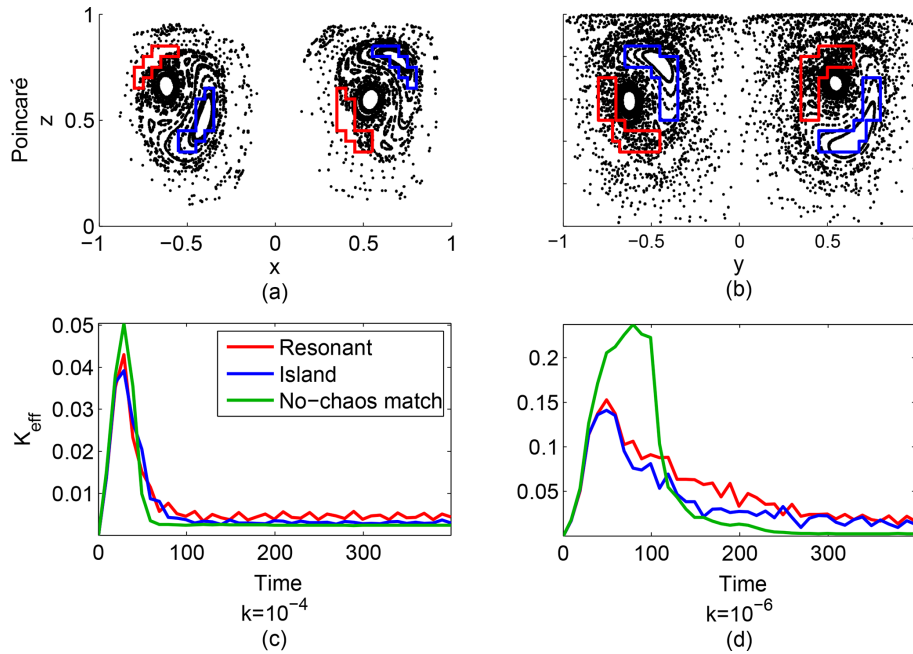 Poincaré
z
1
0.5
0
−1
−0.5
0
0.5
1
x
(a)
−1
−0.5
0
0.5
1
y
(b)
K_eff
0.05
0.04
0.03
0.02
0.01
Resonant
Island
No−chaos match
0
100
200
300
Time
k=10⁻⁴
(c)
0.2
0.15
0.1
0.05
0
100
200
300
Time
k=10⁻⁶
(d)